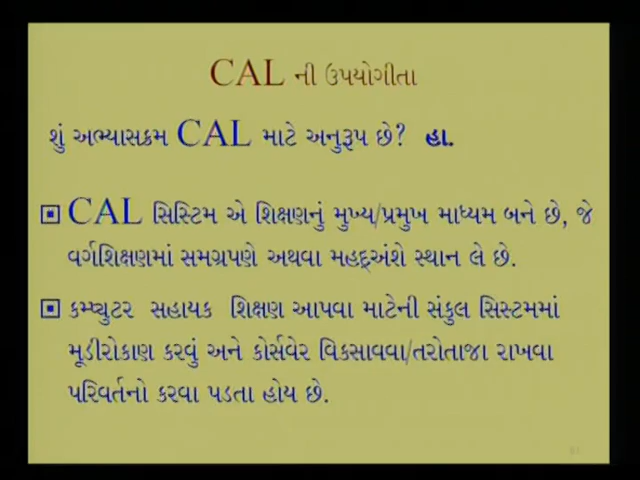 CAL ની ઉપયોગીતા
શું અભ્યાસક્રમ CAL માટે અનુરૂપ છે? હા.
CAL સિસ્ટિમ એ શિક્ષણનું મુખ્ય/પ્રમુખ માધ્યમ બને છે, જે
વર્ગશિક્ષણમાં સમગ્રપણે અથવા મહદ્અંશે સ્થાન લે છે.
કમ્પ્યુટર સહાયક શિક્ષણ આપવા માટેની સંકુલ સિસ્ટમમાં
મૂડીરોકાણ કરવું અને કોર્સવેર વિકસાવવા/તરોતાજા રાખવા
પરિવર્તનો કરવા પડતા હોય છે.